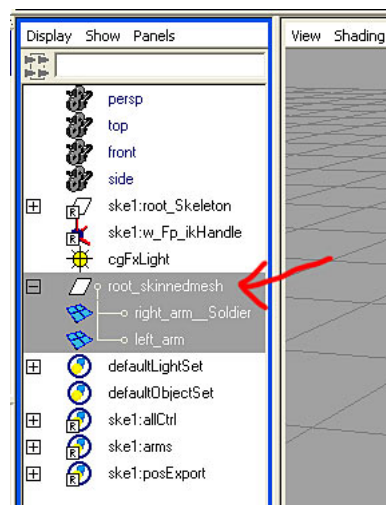 Display Show Panels
View Shading
persp
top
front
side
ske1:root_Skeleton
R
ske1:w_Fp_ikHandle
R
cgFxLight
root_skinnedmesh
right_arm__Soldier
left_arm
defaultLightSet
defaultObjectSet
ske1:allCtrl
R
ske1:arms
R
ske1:posExport
R